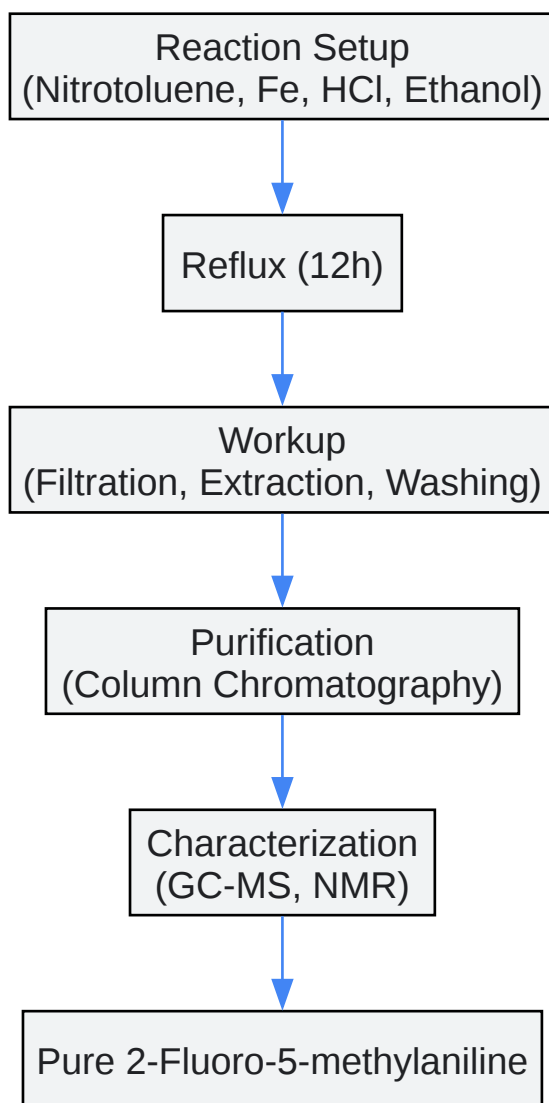 Reaction Setup
(Nitrotoluene, Fe, HCl, Ethanol)
Reflux (12h)
Workup
(Filtration, Extraction, Washing)
Purification
(Column Chromatography)
Characterization
(GC-MS, NMR)
Pure 2-Fluoro-5-methylaniline